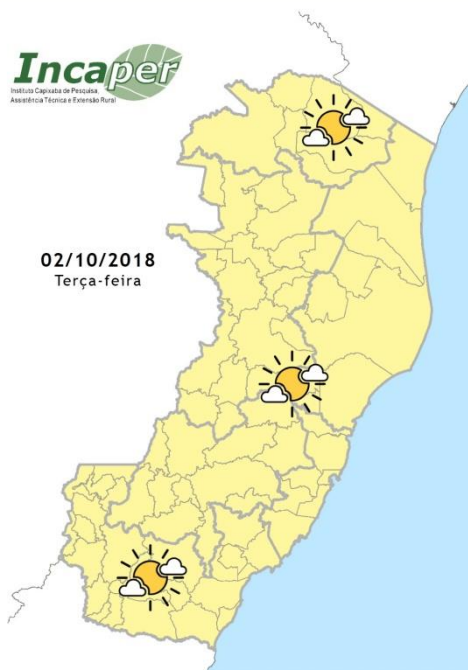 Incaper
Instituto Capixaba de Pesquisa,
Assistência Técnica e Extensão Rural
02/10/2018
Terça-feira